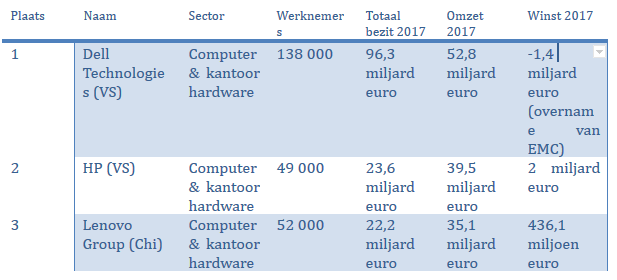 Plaats Naam Sector Werknemer Totaal Omzet Winst 2017
s bezit 2017 2017
1 Dell Computer 138 000 96,3 52,8 -1,4
Technologie & kantoor miljard miljard miljard
s (VS) hardware euro euro euro
(overnam
e van
EMC)
2 HP (VS) Computer 49 000 23,6 39,5 2 miljard
& kantoor miljard miljard euro
hardware euro euro
3 Lenovo Computer 52 000 22,2 35,1 436,1
Group (Chi) & kantoor miljard miljard miljoen
hardware euro euro euro